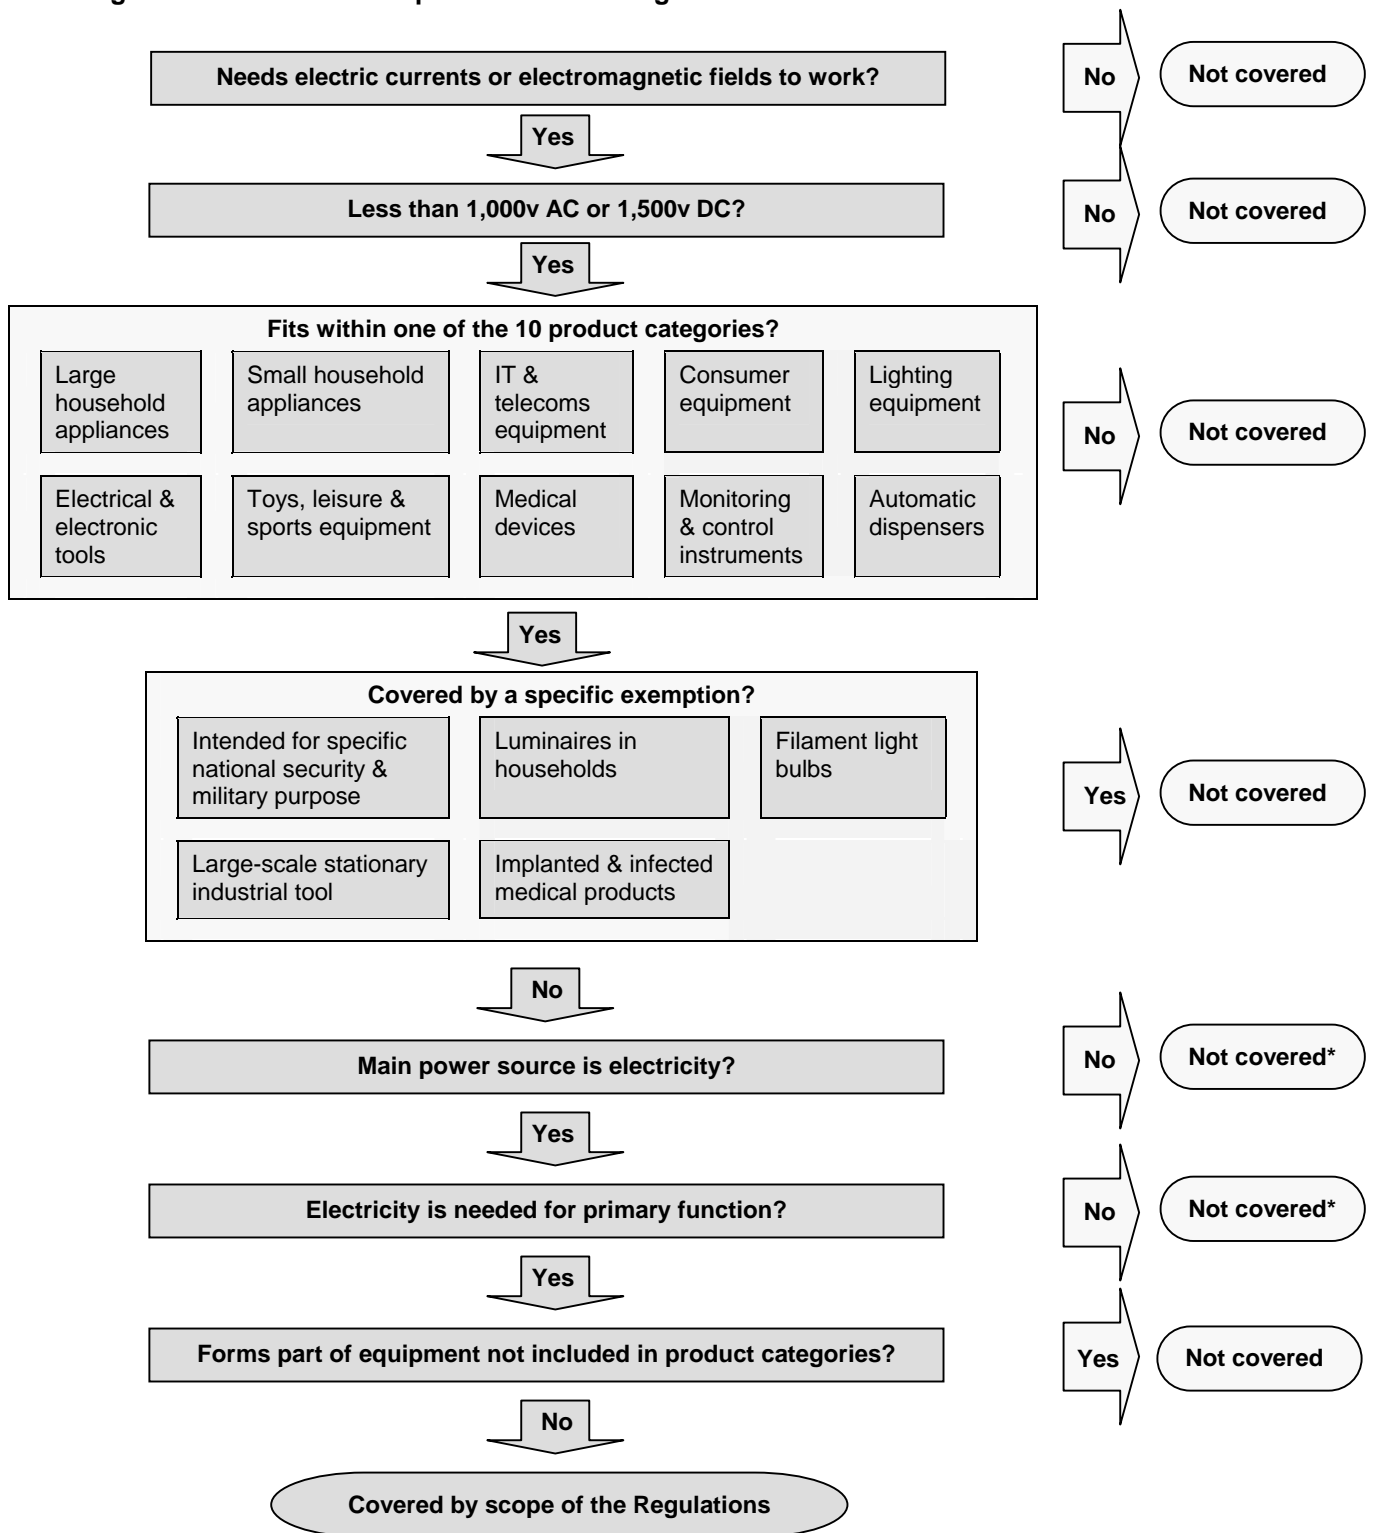 Needs electric currents or electromagnetic fields to work?
No
Not covered
Yes
Less than 1,000v AC or 1,500v DC?
No
Not covered
Yes
Fits within one of the 10 product categories?
Large
household
appliances
Small household
appliances
IT &
telecoms
equipment
Consumer
equipment
Lighting
equipment
Electrical &
electronic
tools
Toys, leisure &
sports equipment
Medical
devices
Monitoring
& control
instruments
Automatic
dispensers
No
Not covered
Yes
Covered by a specific exemption?
Intended for specific
national security &
military purpose
Luminaires in
households
Filament light
bulbs
Large-scale stationary
industrial tool
Implanted & infected
medical products
Yes
Not covered
No
Main power source is electricity?
No
Not covered*
Yes
Electricity is needed for primary function?
No
Not covered*
Yes
Forms part of equipment not included in product categories?
Yes
Not covered
No
Covered by scope of the Regulations